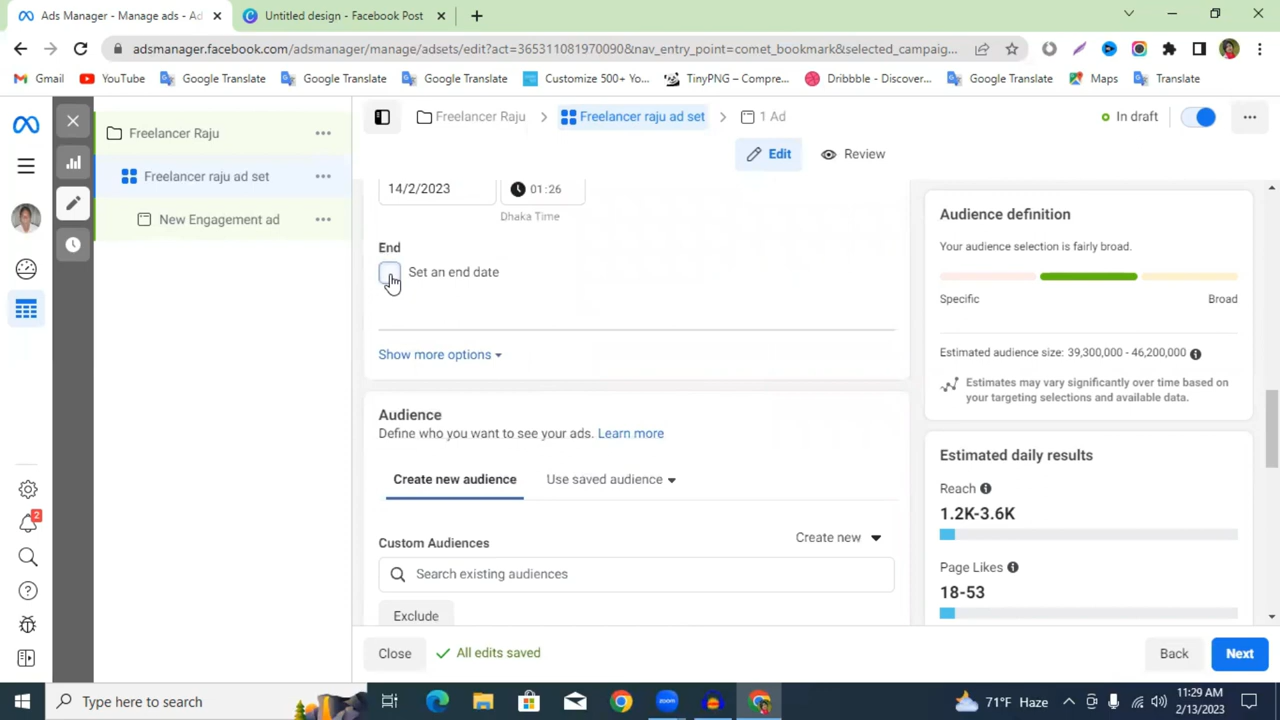 Ads Manager - Manage ads - Ad
Untitled design - Facebook Post
adsmanager.facebook.com/adsmanager/manage/adsets/edit?act=365311081970090&nav_entry_point=comet_bookmark&selected_campaig...
Gmail
YouTube
Google Translate
Google Translate
Google Translate
Customize 500+ Yo...
TinyPNG – Compre...
Dribbble - Discover...
Google Translate
Maps
Translate
Freelancer Raju
Freelancer raju ad set
New Engagement ad
2
Freelancer Raju
Freelancer raju ad set
1 Ad
In draft
Edit
Review
14/2/2023
01:26
Dhaka Time
End
Set an end date
Show more options
Audience
Define who you want to see your ads. Learn more
Create new audience
Use saved audience
Custom Audiences
Create new
Search existing audiences
Exclude
Audience definition
Your audience selection is fairly broad.
Specific
Broad
Estimated audience size: 39,300,000 - 46,200,000
Estimates may vary significantly over time based on
your targeting selections and available data.
Estimated daily results
Reach
1.2K-3.6K
Page Likes
18-53
Close
All edits saved
Back
Next
Type here to search
zoom
71°F Haze
11:29 AM
2/13/2023